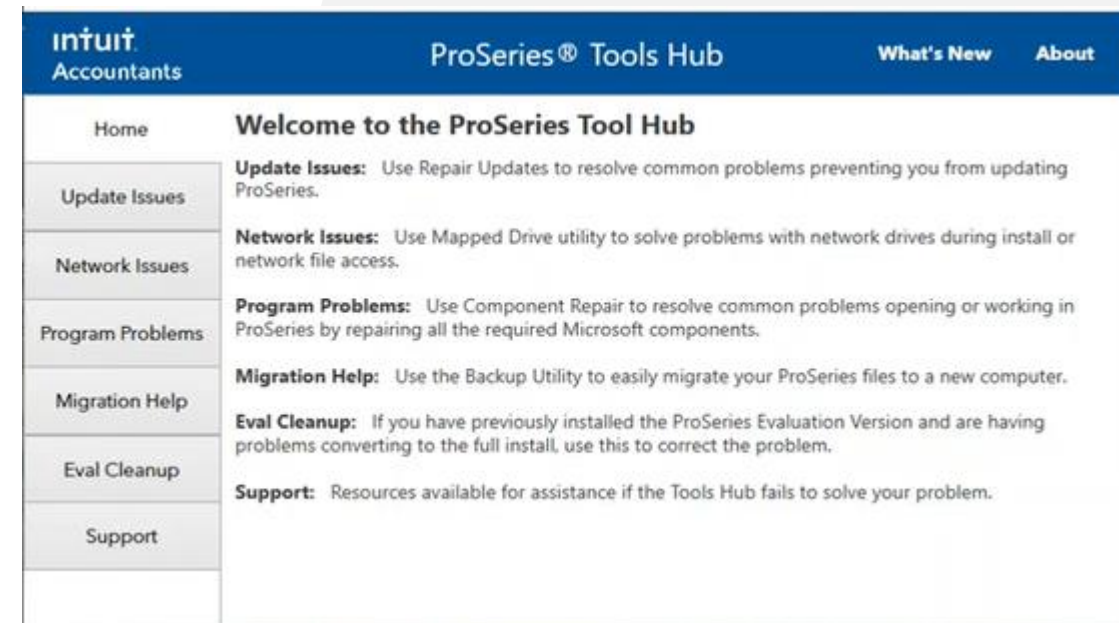 ıntuıt
Accountants
ProSeries® Tools Hub
What's New
About
Home
Update Issues
Network Issues
Program Problems
Migration Help
Eval Cleanup
Support
Welcome to the ProSeries Tool Hub
Update Issues: Use Repair Updates to resolve common problems preventing you from updating
ProSeries.
Network Issues: Use Mapped Drive utility to solve problems with network drives during install or
network file access.
Program Problems: Use Component Repair to resolve common problems opening or working in
ProSeries by repairing all the required Microsoft components.
Migration Help: Use the Backup Utility to easily migrate your ProSeries files to a new computer.
Eval Cleanup: If you have previously installed the ProSeries Evaluation Version and are having
problems converting to the full install, use this to correct the problem.
Support: Resources available for assistance if the Tools Hub fails to solve your problem.